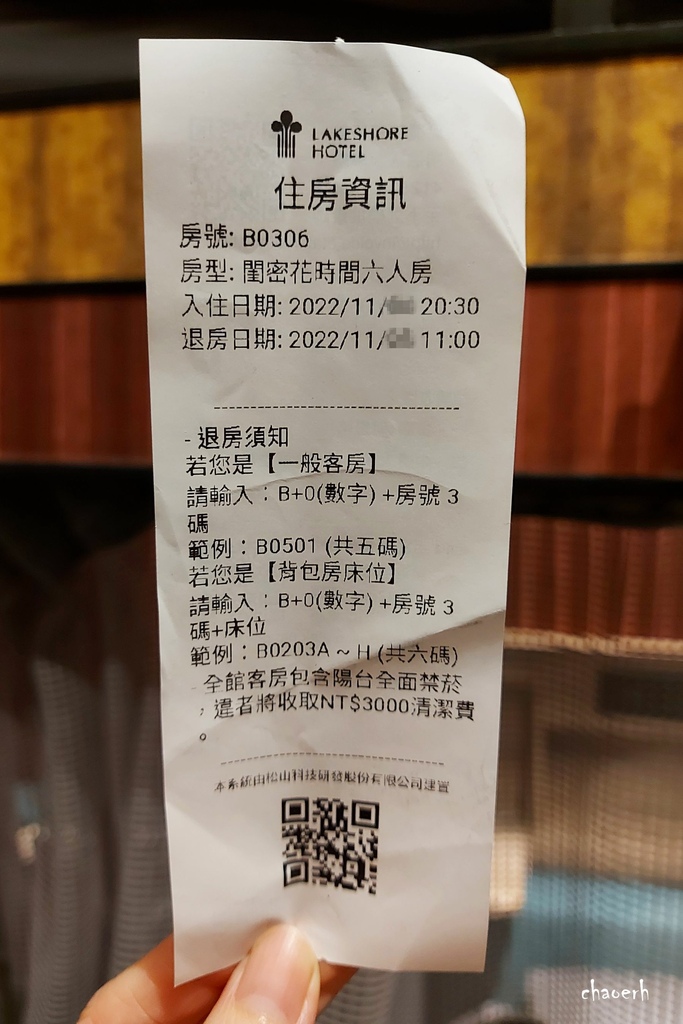 LAKESHORE
HOTEL
住房資訊
房號: B0306
房型: 閨密花時間六人房
入住日期: 2022/11/ 20:30
退房日期: 2022/11/ 11:00
- 退房須知
若您是【一般客房】
請輸入：B+0(數字) +房號 3
碼
範例：B0501 (共五碼)
若您是【背包房床位】
請輸入：B+0(數字) +房號 3
碼+床位
範例：B0203A ~ H (共六碼)
全館客房包含陽台全面禁菸
，違者將收取NT$3000清潔費
。
本系統由松山科技研發股份有限公司建置
chaoerh